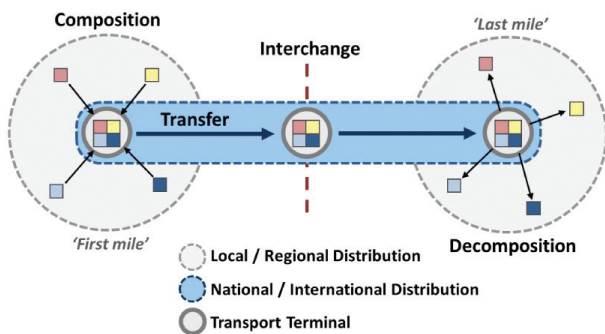 Composition
'Last mile'
Interchange
Transfer
'First mile'
Decomposition
Local / Regional Distribution
National / International Distribution
Transport Terminal